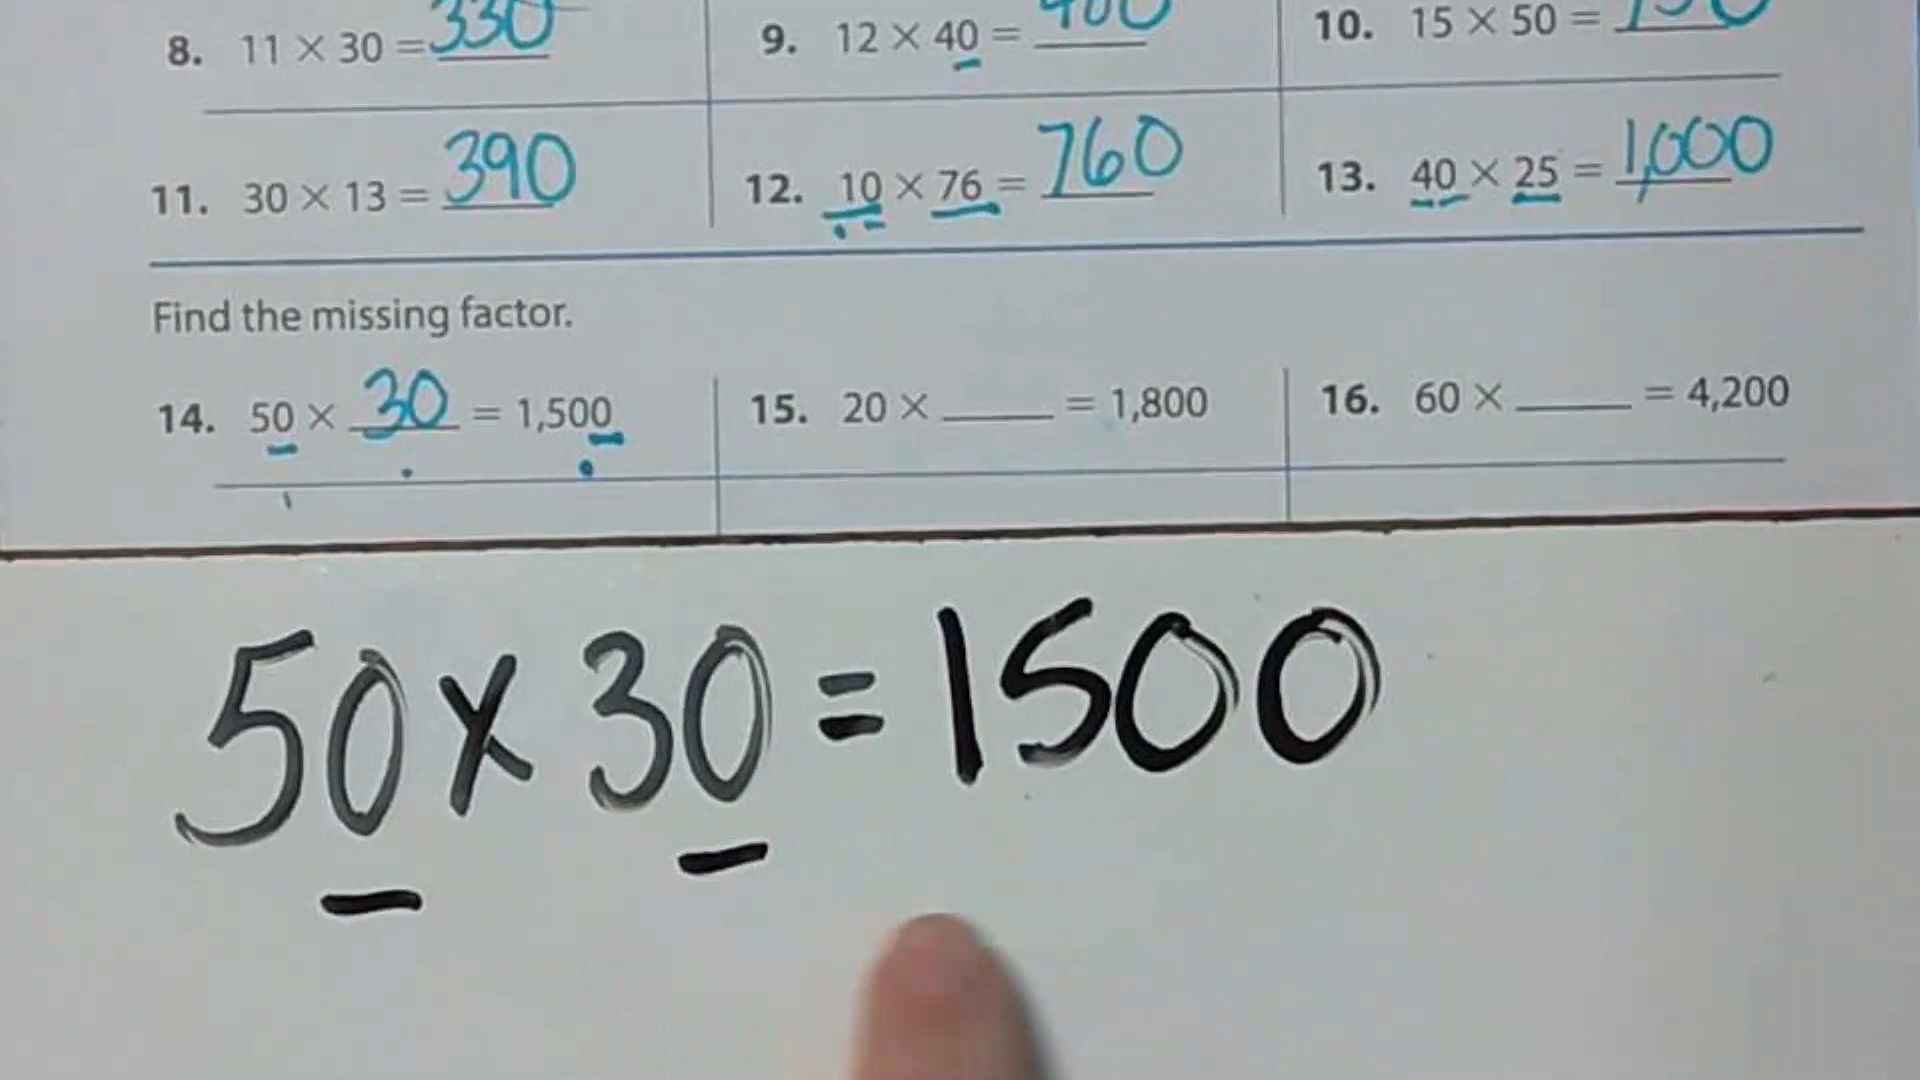 8. 11 × 30 = 330 9. 12 × 40 = 10. 15 × 50 =
11. 30 × 13 = 390 12. 10 × 76 = 760 13. 40 × 25 = 1,000
Find the missing factor.
14. 50 × 30 = 1,500 15. 20 × ____ = 1,800 16. 60 × ____ = 4,200
50 x 30 = 1500